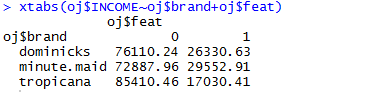 > xtabs(oj$INCOME~oj$brand+oj$feat)
oj$feat
oj$brand 0 1
dominicks 76110.24 26330.63
minute.maid 72887.96 29552.91
tropicana 85410.46 17030.41